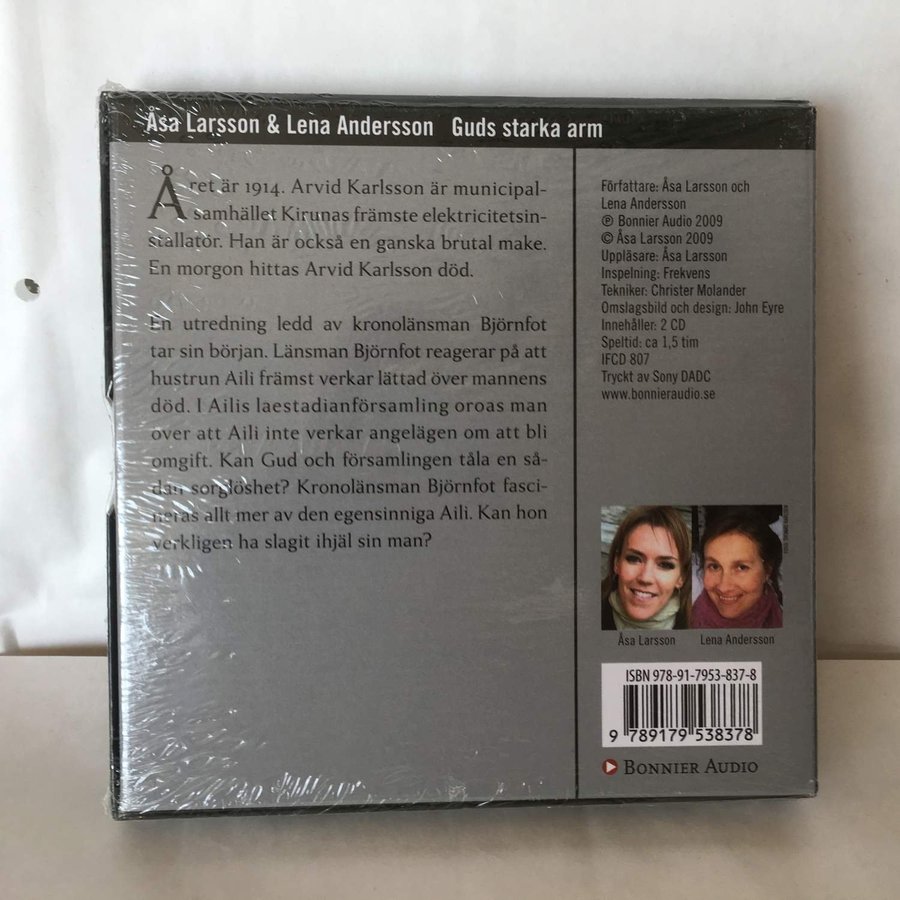 Åsa Larsson & Lena Andersson Guds starka arm
Året är 1914. Arvid Karlsson är municipal-
samhället Kirunas främste elektricitetsin-
stallatör. Han är också en ganska brutal make.
En morgon hittas Arvid Karlsson död.
En utredning ledd av kronolänsman Björnfot
tar sin början. Länsman Björnfot reagerar på att
hustrun Aili främst verkar lättad över mannens
död. I Ailis laestadianförsamling oroas man
över att Aili inte verkar angelägen om att bli
omgift. Kan Gud och församlingen tåla en så-
dan sorglöshet? Kronolänsman Björnfot fasci-
neras allt mer av den egensinniga Aili. Kan hon
verkligen ha slagit ihjäl sin man?
Författare: Åsa Larsson och
Lena Andersson
℗ Bonnier Audio 2009
© Åsa Larsson 2009
Uppläsare: Åsa Larsson
Inspelning: Frekvens
Tekniker: Christer Molander
Omslagsbild och design: John Eyre
Innehåller: 2 CD
Speltid: ca 1,5 tim
IFCD 807
Tryckt av Sony DADC
www.bonnieraudio.se
Åsa Larsson
Lena Andersson
ISBN 978-91-7953-837-8
9 789179 538378
Bonnier Audio